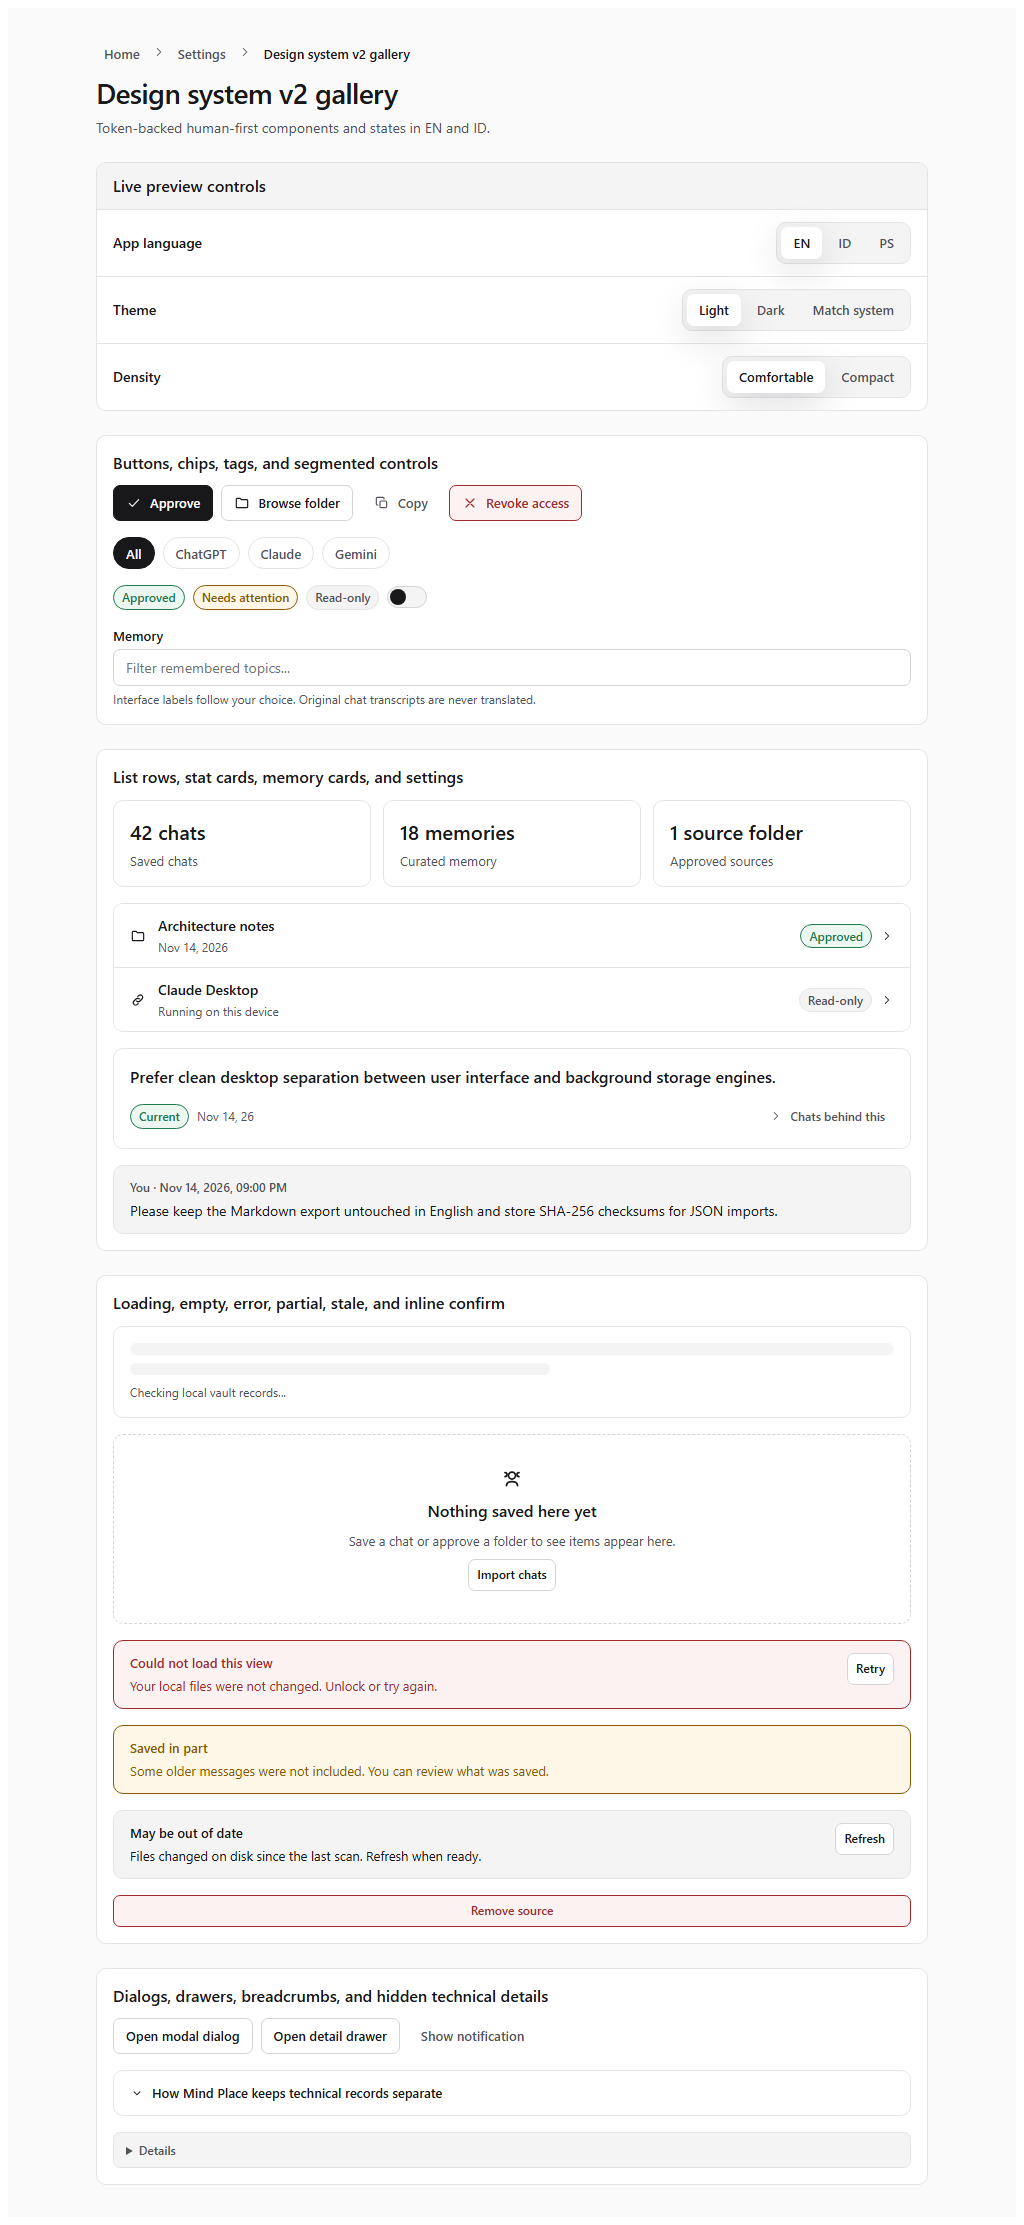 Home > Settings > Design system v2 gallery
Design system v2 gallery
Token-backed human-first components and states in EN and ID.
Live preview controls
App language
EN ID PS
Theme
Light Dark Match system
Density
Comfortable Compact
Buttons, chips, tags, and segmented controls
Approve Browse folder Copy Revoke access
All ChatGPT Claude Gemini
Approved Needs attention Read-only
Memory
Filter remembered topics...
Interface labels follow your choice. Original chat transcripts are never translated.
List rows, stat cards, memory cards, and settings
42 chats
Saved chats
18 memories
Curated memory
1 source folder
Approved sources
Architecture notes
Nov 14, 2026
Approved
Claude Desktop
Running on this device
Read-only
Prefer clean desktop separation between user interface and background storage engines.
Current Nov 14, 26
Chats behind this
You · Nov 14, 2026, 09:00 PM
Please keep the Markdown export untouched in English and store SHA-256 checksums for JSON imports.
Loading, empty, error, partial, stale, and inline confirm
Checking local vault records...
Nothing saved here yet
Save a chat or approve a folder to see items appear here.
Import chats
Could not load this view
Your local files were not changed. Unlock or try again.
Retry
Saved in part
Some older messages were not included. You can review what was saved.
May be out of date
Files changed on disk since the last scan. Refresh when ready.
Refresh
Remove source
Dialogs, drawers, breadcrumbs, and hidden technical details
Open modal dialog Open detail drawer Show notification
How Mind Place keeps technical records separate
Details